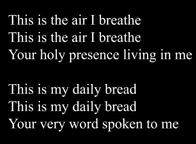 This is the air I breathe
This is the air I breathe
Your holy presence living in me
This is my daily bread
This is my daily bread
Your very word spoken to me